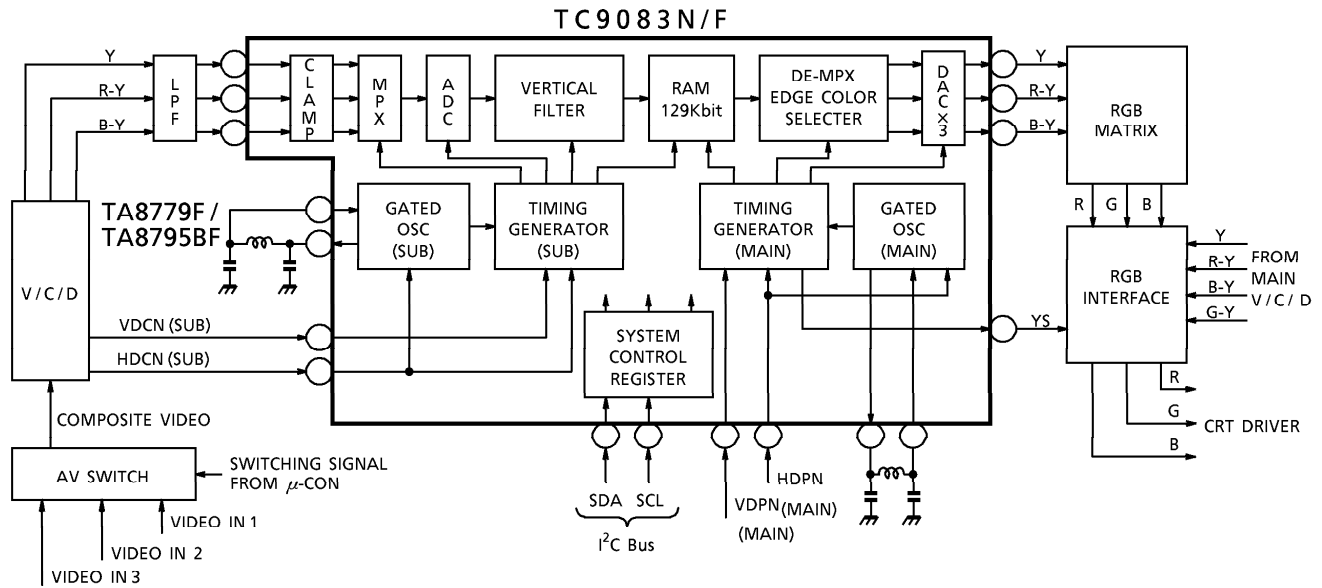 TC9083N/F
Y
R-Y
B-Y
LPF
CLAMP
MPX
ADC
VERTICAL
FILTER
RAM
129Kbit
DE-MPX
EDGE COLOR
SELECTER
DAC×3
Y
R-Y
B-Y
RGB
MATRIX
TA8779F/
TA8795BF
V/C/D
GATED
OSC
(SUB)
TIMING
GENERATOR
(SUB)
TIMING
GENERATOR
(MAIN)
GATED
OSC
(MAIN)
R
G
B
RGB
INTERFACE
Y
R-Y
B-Y
G-Y
FROM
MAIN
V/C/D
YS
VDCN (SUB)
HDCN (SUB)
SYSTEM
CONTROL
REGISTER
R
G
B
CRT DRIVER
COMPOSITE VIDEO
AV SWITCH
SWITCHING SIGNAL
FROM μ-CON
VIDEO IN 1
VIDEO IN 2
VIDEO IN 3
SDA
SCL
I²C Bus
VDPN
(MAIN)
HDPN
(MAIN)